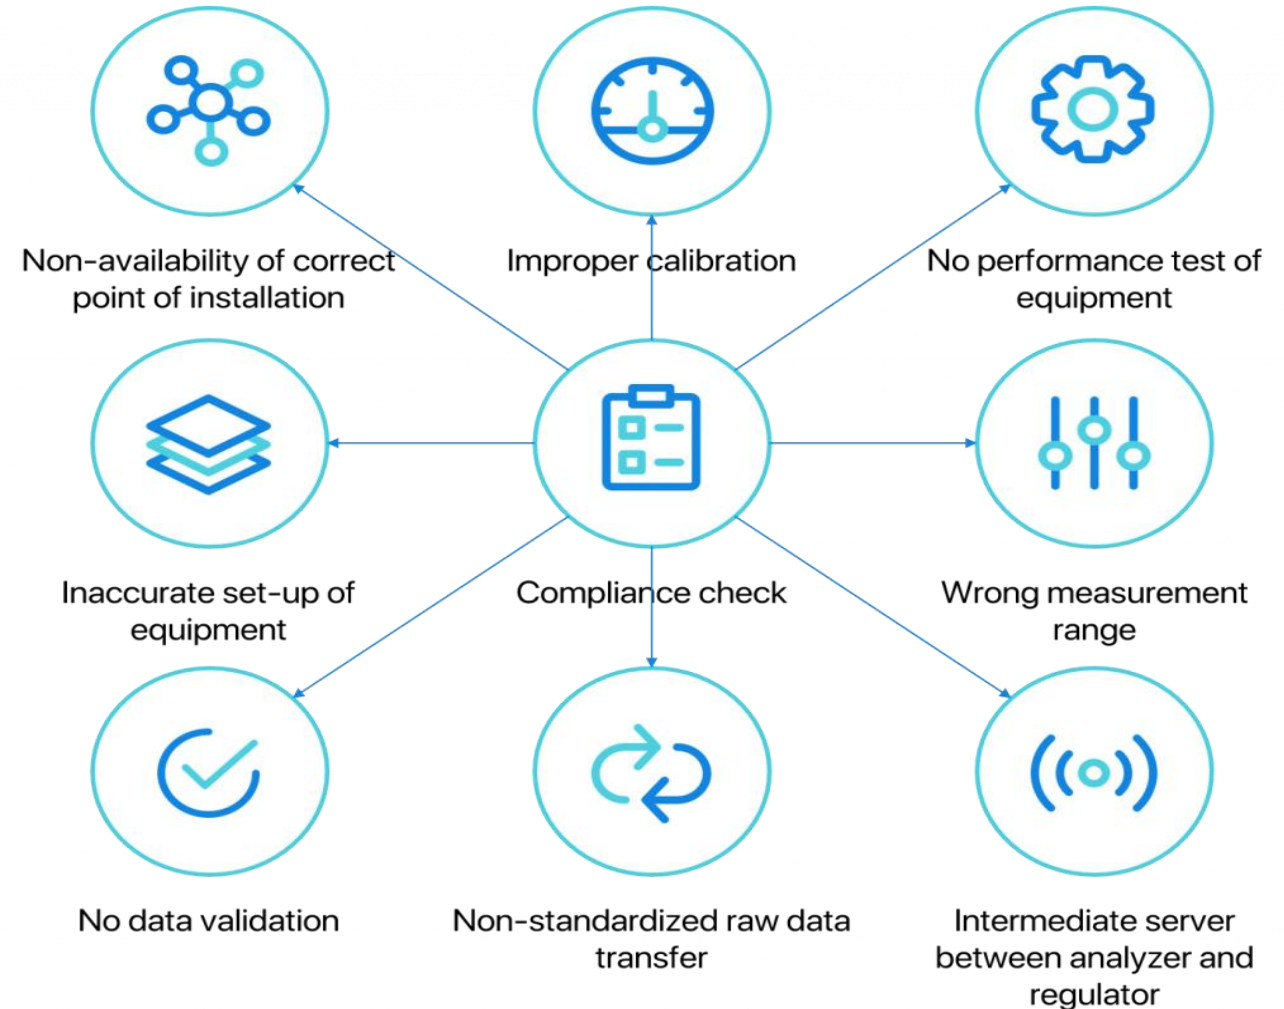 Non-availability of correct
point of installation
Improper calibration
No performance test of
equipment
Inaccurate set-up of
equipment
Compliance check
Wrong measurement
range
No data validation
Non-standardized raw data
transfer
Intermediate server
between analyzer and
regulator